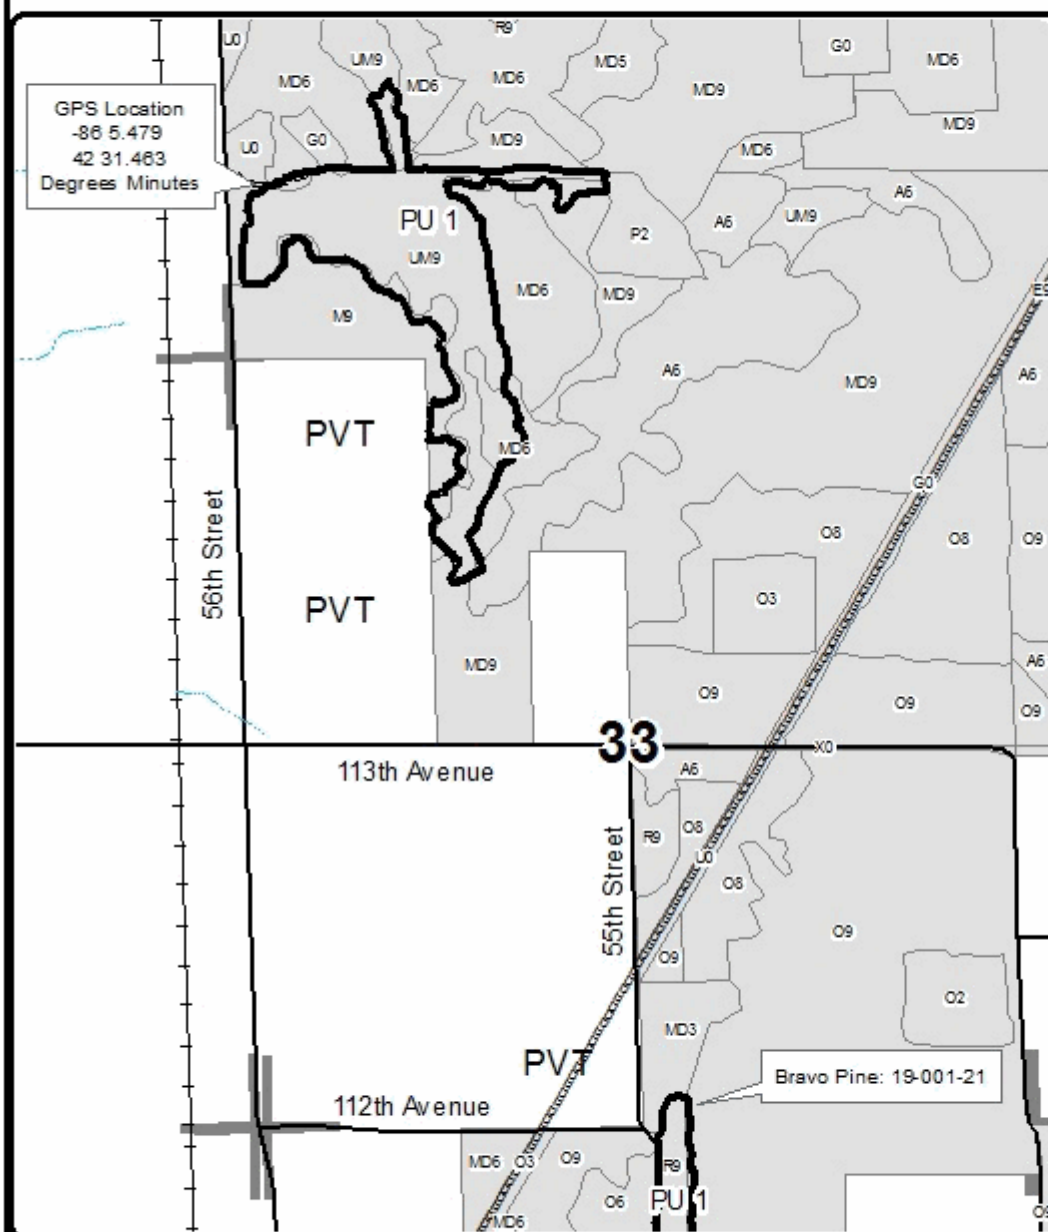 R9
U0
UM9
MD5
G0
MD6
MD6
MD6
MD6
MD9
GPS Location
-86 5.479
42 31.463
Degrees Minutes
U0
G0
MD9
MD9
MD6
A6
PU 1
P2
A6
UM9
UM9
MD6
MD9
E9
M9
A6
MD9
A6
PVT
MD6
G0
56th Street
O8
O8
O9
PVT
O3
MD9
A6
O9
O9
O9
33
X0
113th Avenue
A6
55th Street
R9
O8
U0
O8
O9
O9
O2
MD3
PVT
Bravo Pine: 19-001-21
112th Avenue
MD6
O3
O9
R9
O6
PU 1
MD6